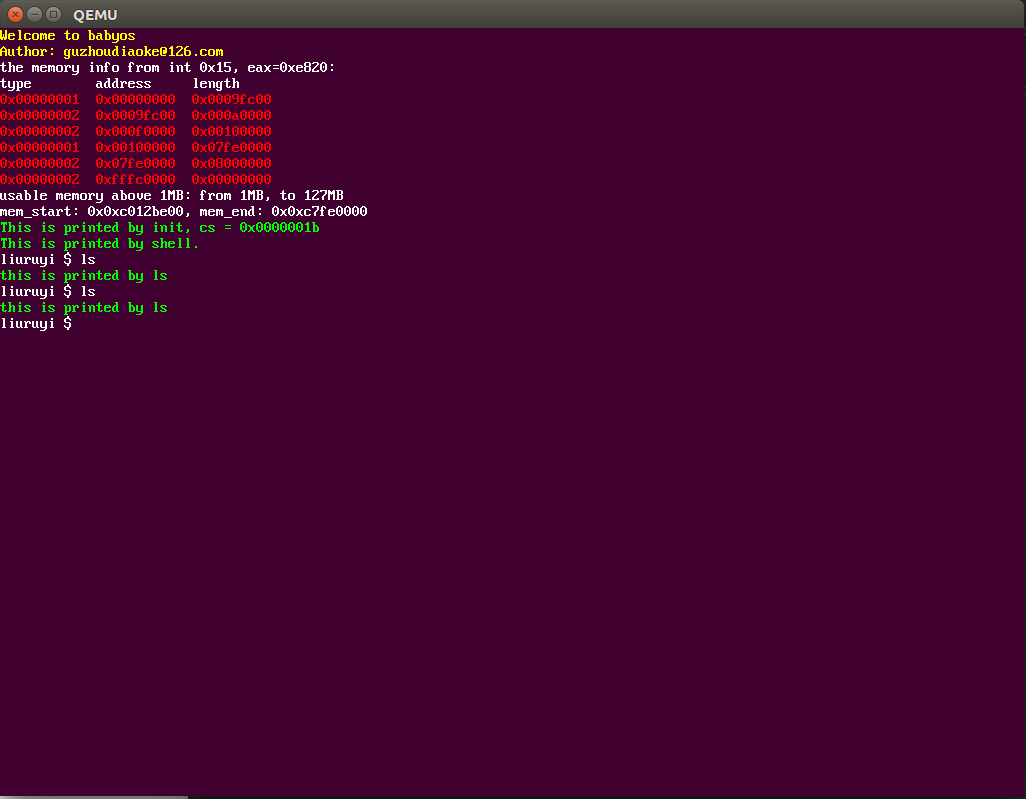 QEMU
Welcome to babyos
Author: guzhoudiaoke@126.com
the memory info from int 0x15, eax=0xe820:
type        address     length
0x00000001  0x00000000  0x0009fc00
0x00000002  0x0009fc00  0x000a0000
0x00000002  0x000f0000  0x00100000
0x00000001  0x00100000  0x07fe0000
0x00000002  0x07fe0000  0x08000000
0x00000002  0xfffc0000  0x00000000
usable memory above 1MB: from 1MB, to 127MB
mem_start: 0x0xc012be00, mem_end: 0x0xc7fe0000
This is printed by init, cs = 0x0000001b
This is printed by shell.
liuruyi $ ls
this is printed by ls
liuruyi $ ls
this is printed by ls
liuruyi $